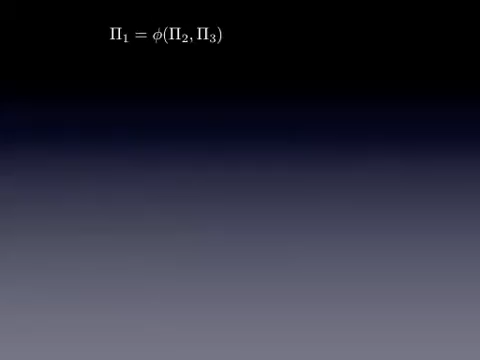 Π₁ = ϕ(Π₂, Π₃)